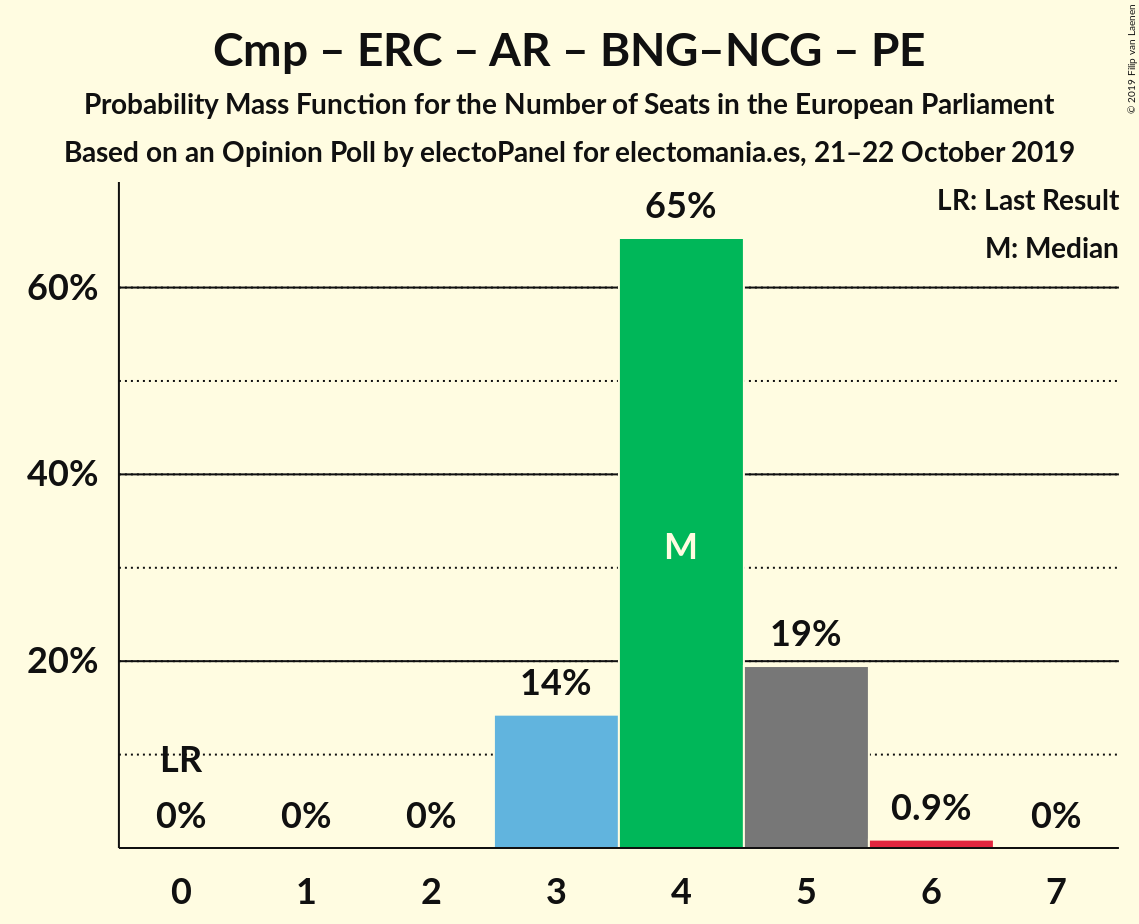 Cmp – ERC – AR – BNG–NCG – PE
Probability Mass Function for the Number of Seats in the European Parliament
Based on an Opinion Poll by electoPanel for electomania.es, 21–22 October 2019
© 2019 Filip van Laenen
LR: Last Result
M: Median
65%
60%
40%
M
19%
20%
14%
LR
0%
0%
0%
0.9%
0%
0 1 2 3 4 5 6 7